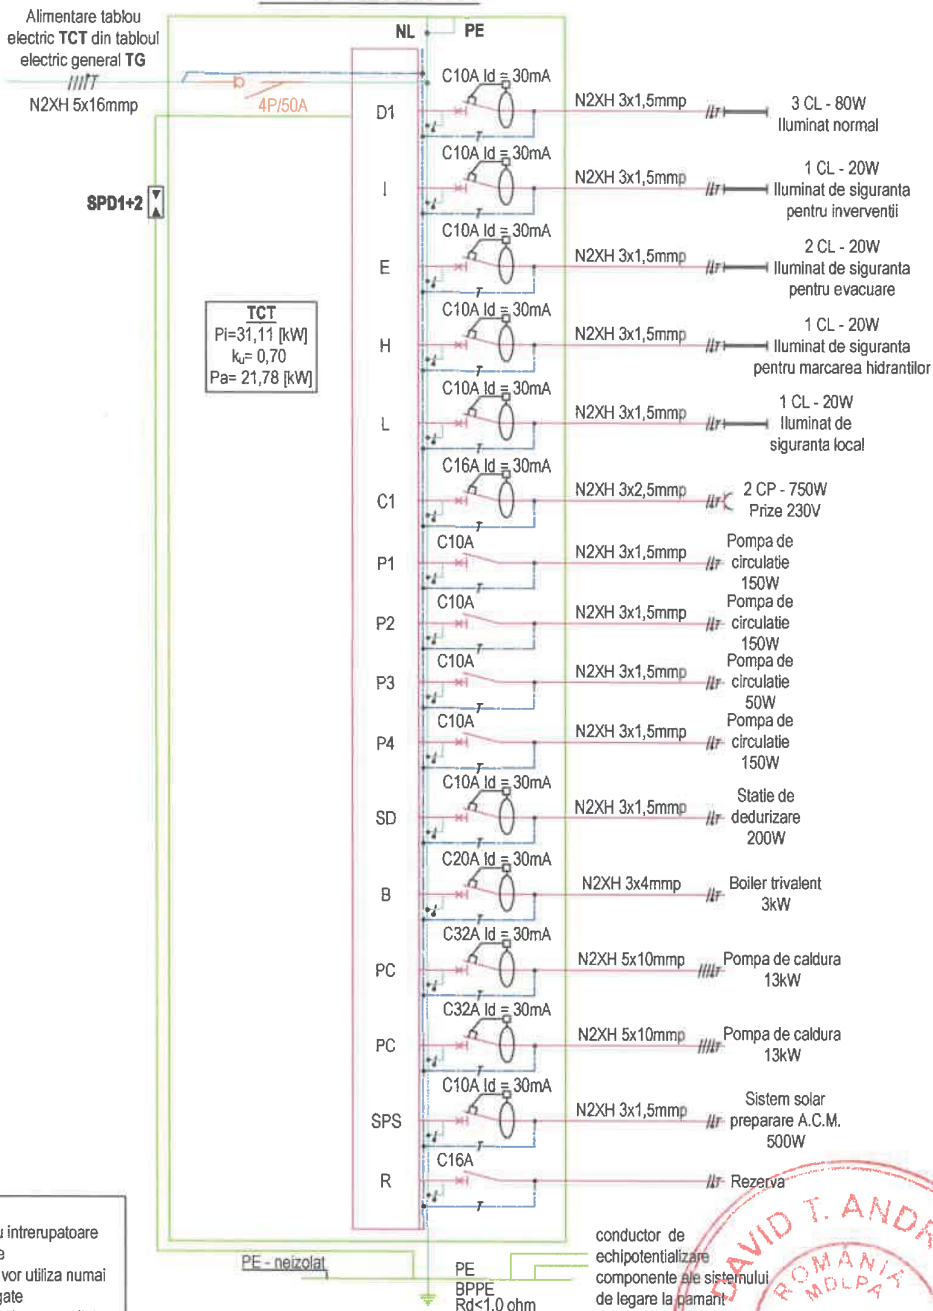 Alimentare tablou
electric TCT din tabloul
electric general TG
N2XH 5x16mmp
4P/50A
NL PE
SPD1+2
TCT
Pi=31,11 [kW]
ku= 0,70
Pa= 21,78 [kW]
D1
C10A Id = 30mA
N2XH 3x1,5mmp
3 CL - 80W
Iluminat normal
I
C10A Id = 30mA
N2XH 3x1,5mmp
1 CL - 20W
Iluminat de siguranta
pentru inverventii
E
C10A Id = 30mA
N2XH 3x1,5mmp
2 CL - 20W
Iluminat de siguranta
pentru evacuare
H
C10A Id = 30mA
N2XH 3x1,5mmp
1 CL - 20W
Iluminat de siguranta
pentru marcarea hidrantilor
L
C10A Id = 30mA
N2XH 3x1,5mmp
1 CL - 20W
Iluminat de
siguranta local
C1
C16A Id = 30mA
N2XH 3x2,5mmp
2 CP - 750W
Prize 230V
P1
C10A
N2XH 3x1,5mmp
Pompa de
circulatie
150W
P2
C10A
N2XH 3x1,5mmp
Pompa de
circulatie
150W
P3
C10A
N2XH 3x1,5mmp
Pompa de
circulatie
50W
P4
C10A
N2XH 3x1,5mmp
Pompa de
circulatie
150W
SD
C10A Id = 30mA
N2XH 3x1,5mmp
Statie de
dedurizare
200W
B
C20A Id = 30mA
N2XH 3x4mmp
Boiler trivalent
3kW
PC
C32A Id = 30mA
N2XH 5x10mmp
Pompa de caldura
13kW
PC
C32A Id = 30mA
N2XH 5x10mmp
Pompa de caldura
13kW
SPS
C10A Id = 30mA
N2XH 3x1,5mmp
Sistem solar
preparare A.C.M.
500W
R
C16A
Rezerva
u intrerupatoare
e
vor utiliza numai
gate
PE - neizolat
PE
BPPE
Rd<1,0 ohm
conductor de
echipotentializare
componente ale sistemului
de legare la pamant
DAVID T. ANDR
ROMÂNIA
MDLPA